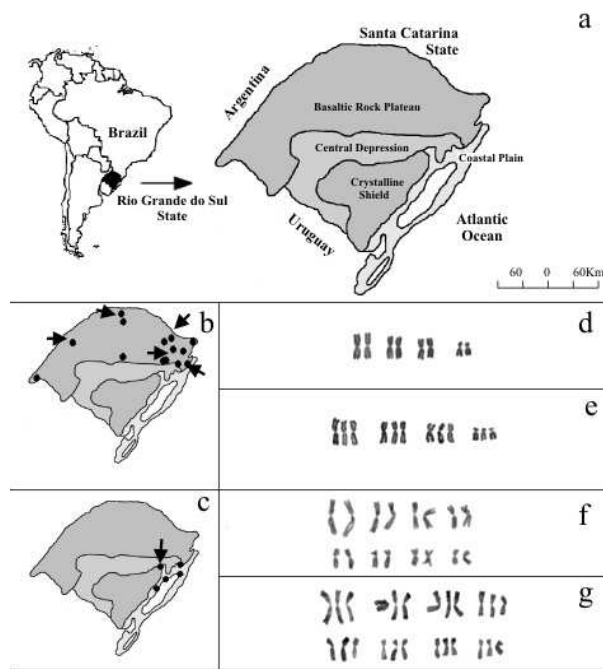 a
Santa Catarina
State
Argentina
Basaltic Rock Plateau
Brazil
Central Depression
Coastal Plain
Crystalline
Shield
Rio Grande do Sul
State
Uruguay
Atlantic
Ocean
60 0 60Km
b
d
e
c
f
g